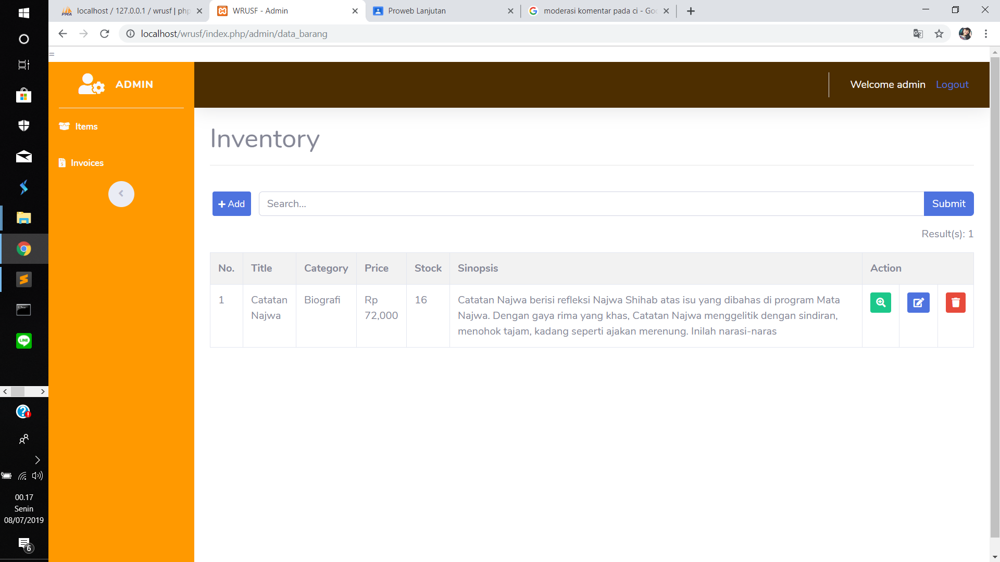 localhost / 127.0.0.1 / wrusf | php
WRUSF - Admin
Proweb Lanjutan
moderasi komentar pada ci - Goo
localhost/wrusf/index.php/admin/data_barang
=
ADMIN
Welcome admin
Logout
Items
Invoices
Inventory
Add
Search...
Submit
Result(s): 1
No. Title Category Price Stock Sinopsis Action
1 Catatan Najwa Biografi Rp 72,000 16
Catatan Najwa berisi refleksi Najwa Shihab atas isu yang dibahas di program Mata
Najwa. Dengan gaya rima yang khas, Catatan Najwa menggelitik dengan sindiran,
menohok tajam, kadang seperti ajakan merenung. Inilah narasi-naras
LINE
00.17
Senin
08/07/2019
6